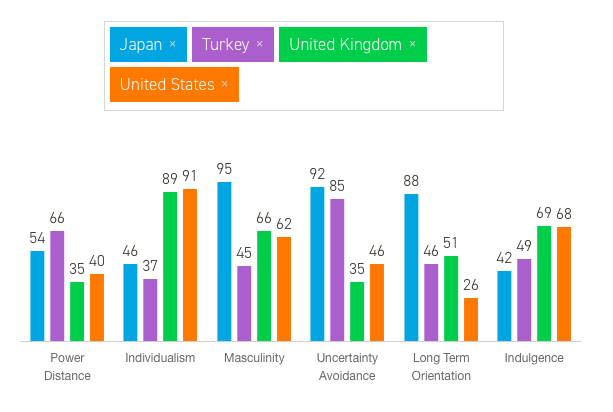 Japan × Turkey × United Kingdom ×
United States ×
54 66 35 40 46 37 89 91 95 45 66 62 92 85 35 46 88 46 51 26 42 49 69 68
Power Individualism Masculinity Uncertainty Long Term Indulgence
Distance Avoidance Orientation